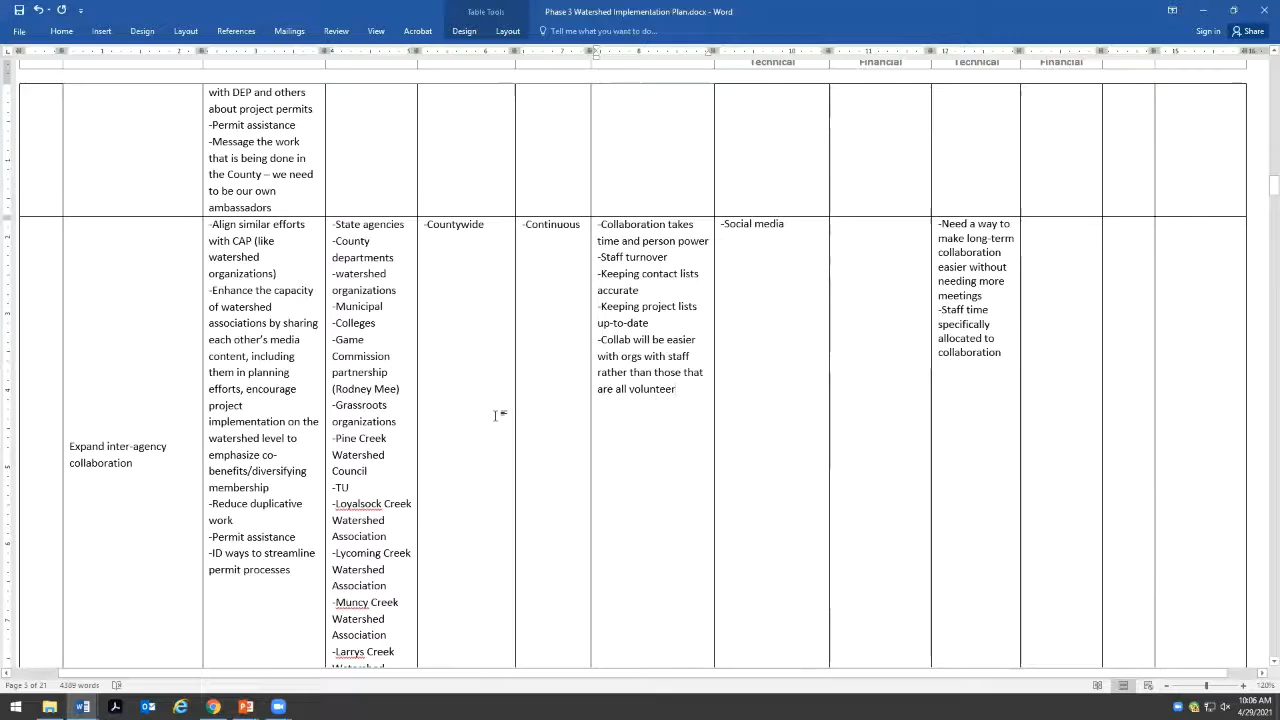 Table Tools
Phase 3 Watershed Implementation Plan.docx - Word
File Home Insert Design Layout References Mailings Review View Acrobat Design Layout Tell me what you want to do... Sign in Share
Technical Financial Technical Financial
with DEP and others
about project permits
-Permit assistance
-Message the work
that is being done in
the County – we need
to be our own
ambassadors
Expand inter-agency
collaboration
-Align similar efforts
with CAP (like
watershed
organizations)
-Enhance the capacity
of watershed
associations by sharing
each other's media
content, including
them in planning
efforts, encourage
project
implementation on the
watershed level to
emphasize co-
benefits/diversifying
membership
-Reduce duplicative
work
-Permit assistance
-ID ways to streamline
permit processes
-State agencies
-County
departments
-watershed
organizations
-Municipal
-Colleges
-Game
Commission
partnership
(Rodney Mee)
-Grassroots
organizations
-Pine Creek
Watershed
Council
-TU
-Loyalsock Creek
Watershed
Association
-Lycoming Creek
Watershed
Association
-Muncy Creek
Watershed
Association
-Larrys Creek
Watershed
-Countywide
-Continuous
-Collaboration takes
time and person power
-Staff turnover
-Keeping contact lists
accurate
-Keeping project lists
up-to-date
-Collab will be easier
with orgs with staff
rather than those that
are all volunteer
-Social media
-Need a way to
make long-term
collaboration
easier without
needing more
meetings
-Staff time
specifically
allocated to
collaboration
Page 5 of 21 4389 words 120%
10:06 AM
4/29/2021